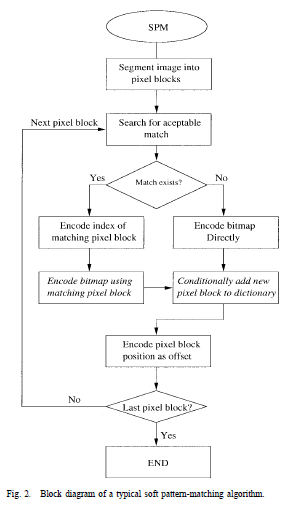 SPM
Segment image into
pixel blocks
Next pixel block
Search for aceptable
match
Match exists?
Yes
No
Encode index of
matching pixel block
Encode bitmap
Directly
Encode bitmap using
matching pixel block
Conditionally add new
pixel block to dictionary
Encode pixel block
position as offset
No
Last pixel block?
Yes
END
Fig. 2. Block diagram of a typical soft pattern-matching algorithm.